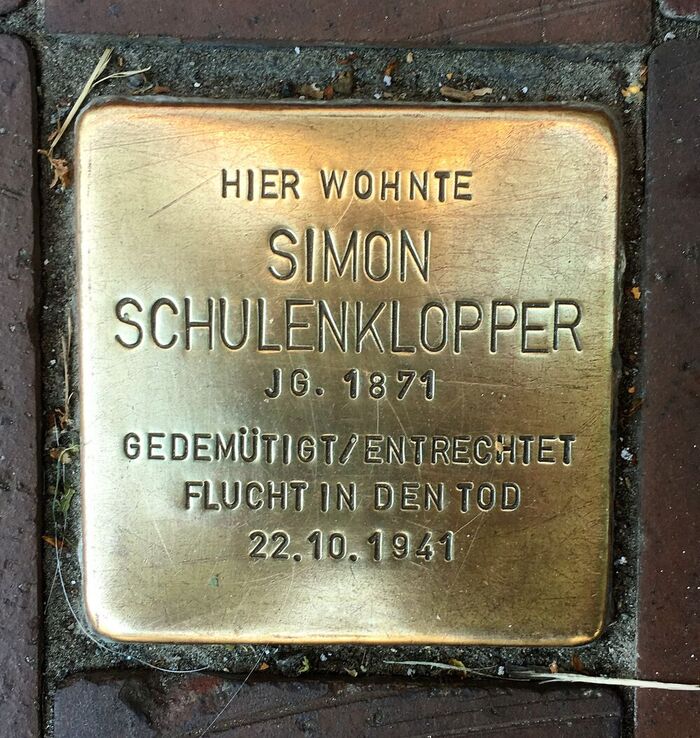 HIER WOHNTE
SIMON
SCHULENKLOPPER
JG. 1871
GEDEMÜTIGT/ENTRECHTET
FLUCHT IN DEN TOD
22.10.1941